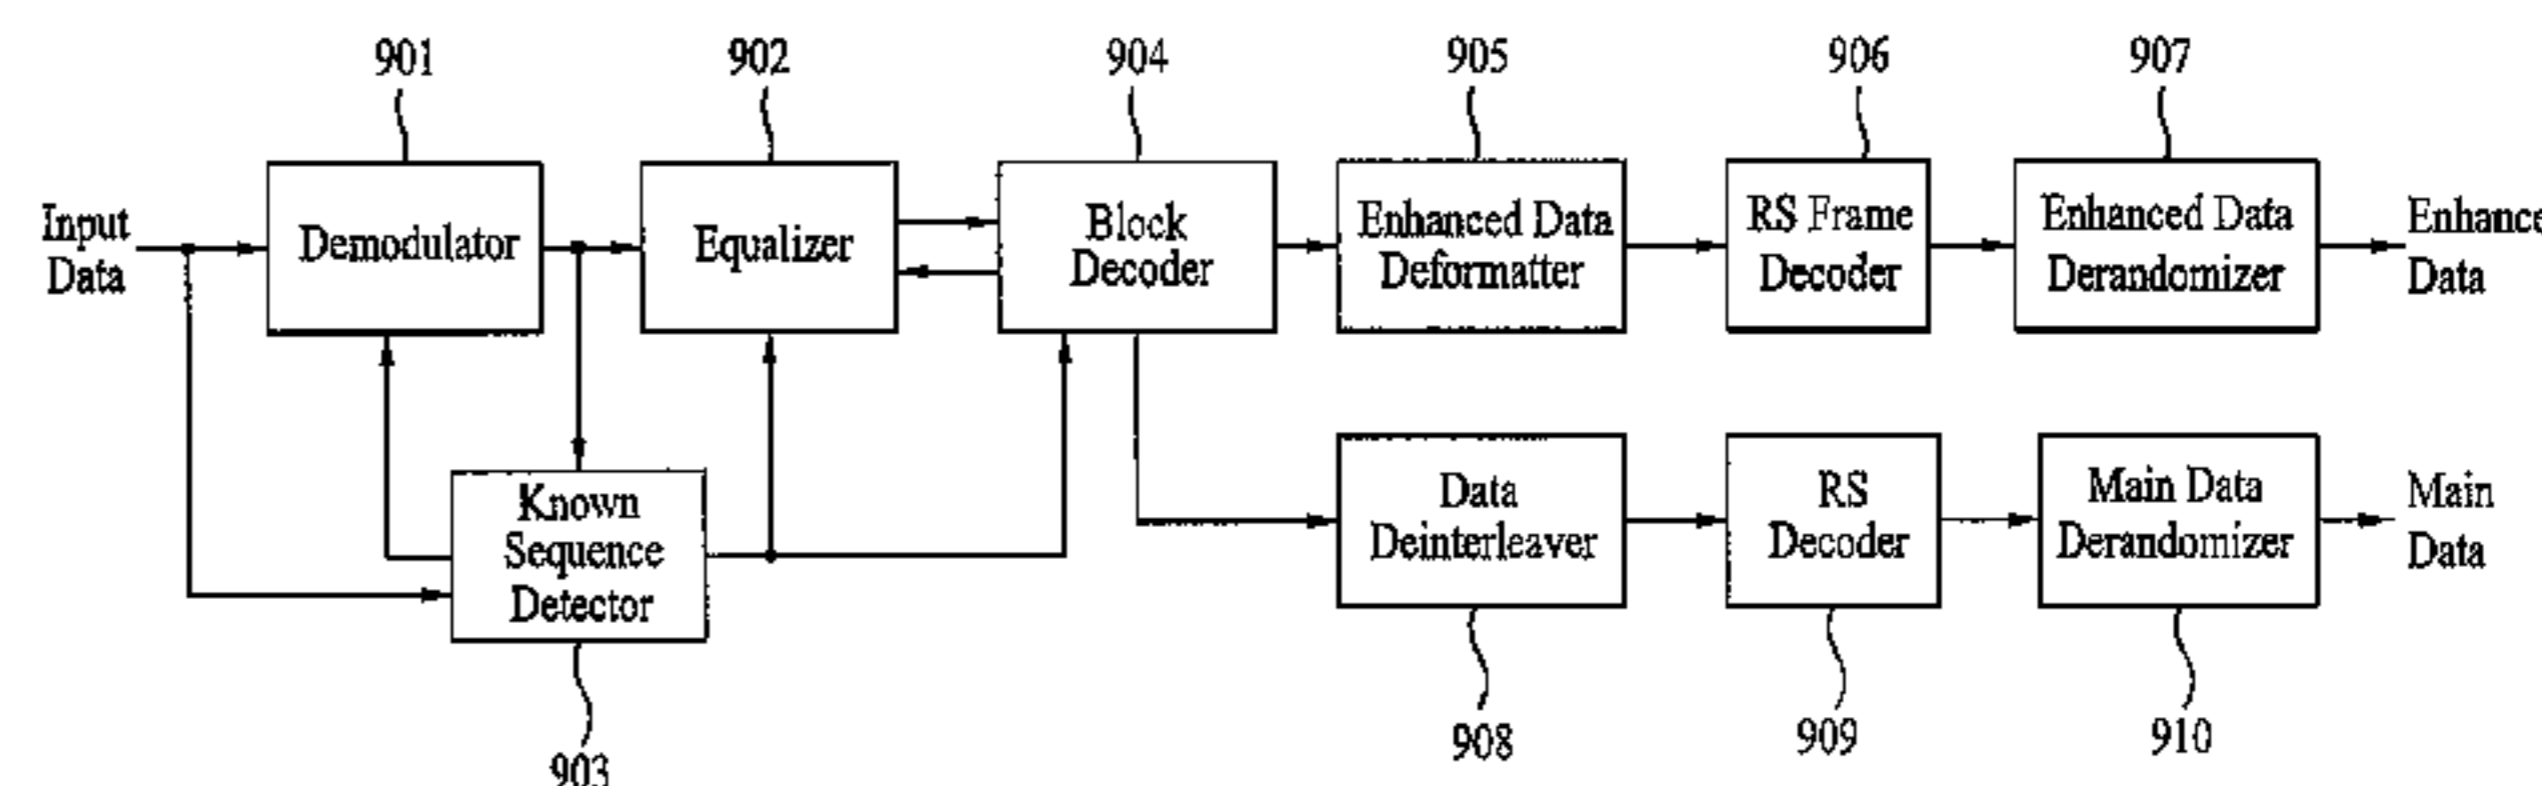 901
902
904
905
906
907
Input
Data
Demodulator
Equalizer
Block
Decoder
Enhanced Data
Deformatter
RS Frame
Decoder
Enhanced Data
Derandomizer
Enhance
Data
Known
Sequence
Detector
Data
Deinterleaver
RS
Decoder
Main Data
Derandomizer
Main
Data
903
908
909
910